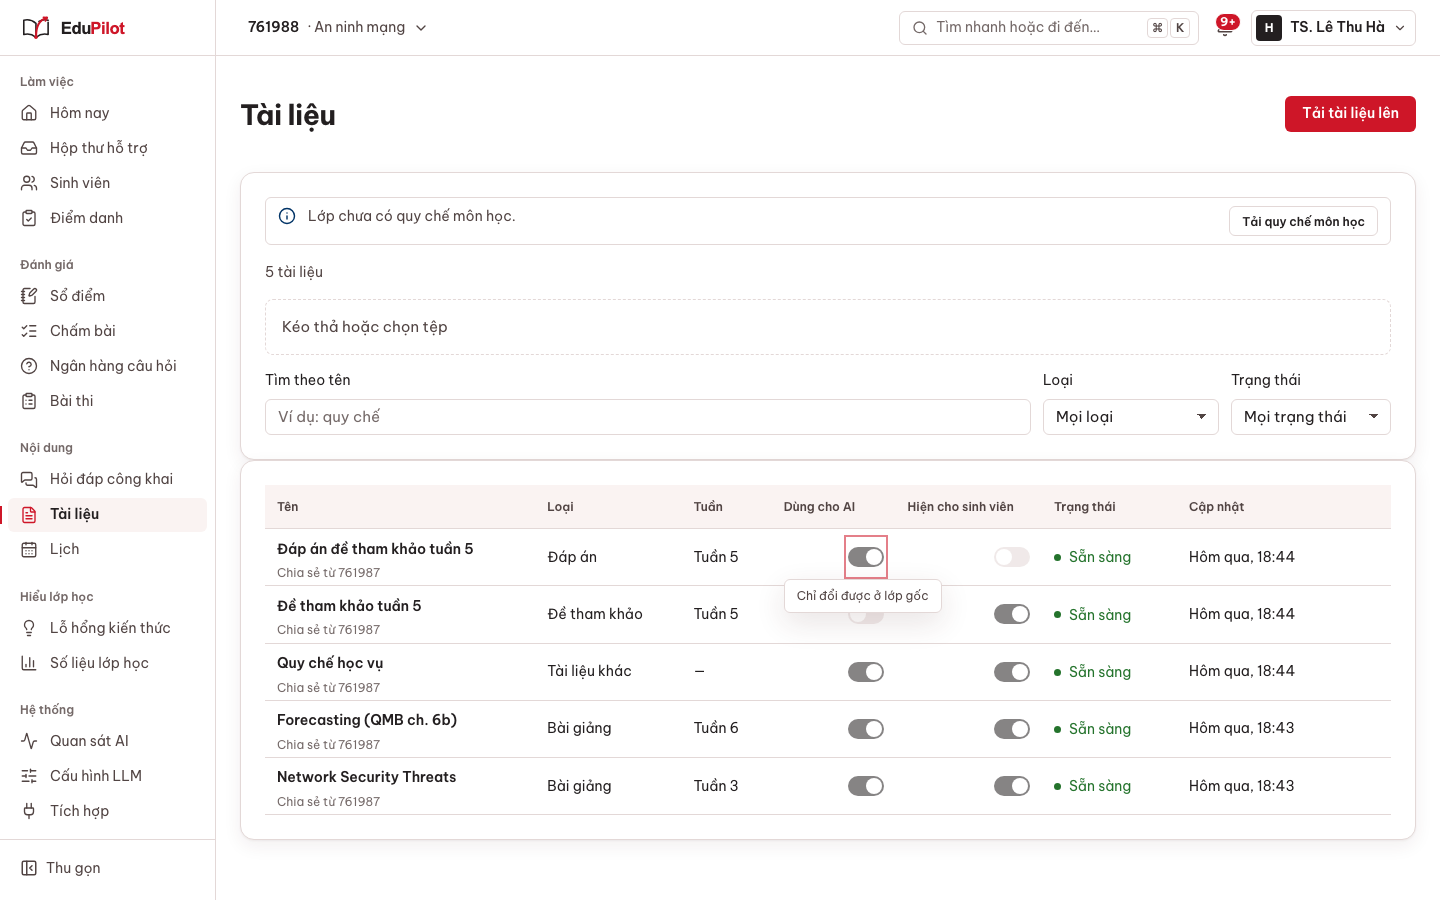 EduPilot
761988 · An ninh mạng
Tìm nhanh hoặc đi đến...
⌘ K
9+
H
TS. Lê Thu Hà
Làm việc
Hôm nay
Hộp thư hỗ trợ
Sinh viên
Điểm danh
Đánh giá
Sổ điểm
Chấm bài
Ngân hàng câu hỏi
Bài thi
Nội dung
Hỏi đáp công khai
Tài liệu
Lịch
Hiểu lớp học
Lỗ hổng kiến thức
Số liệu lớp học
Hệ thống
Quan sát AI
Cấu hình LLM
Tích hợp
Thu gọn
Tài liệu
Tải tài liệu lên
Lớp chưa có quy chế môn học.
Tải quy chế môn học
5 tài liệu
Kéo thả hoặc chọn tệp
Tìm theo tên
Loại
Trạng thái
Ví dụ: quy chế
Mọi loại
Mọi trạng thái
Tên Loại Tuần Dùng cho AI Hiện cho sinh viên Trạng thái Cập nhật
Đáp án đề tham khảo tuần 5
Chia sẻ từ 761987
Đáp án Tuần 5 Sẵn sàng Hôm qua, 18:44
Chỉ đổi được ở lớp gốc
Đề tham khảo tuần 5
Chia sẻ từ 761987
Đề tham khảo Tuần 5 Sẵn sàng Hôm qua, 18:44
Quy chế học vụ
Chia sẻ từ 761987
Tài liệu khác — Sẵn sàng Hôm qua, 18:44
Forecasting (QMB ch. 6b)
Chia sẻ từ 761987
Bài giảng Tuần 6 Sẵn sàng Hôm qua, 18:43
Network Security Threats
Chia sẻ từ 761987
Bài giảng Tuần 3 Sẵn sàng Hôm qua, 18:43